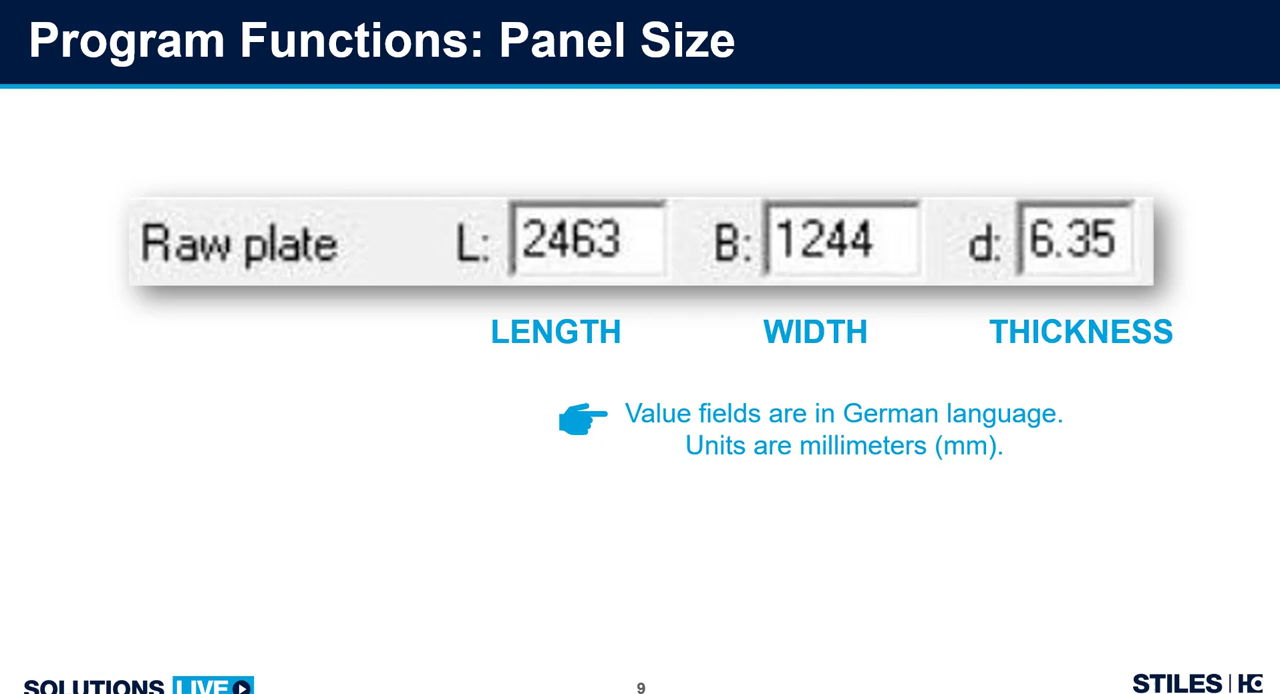 Program Functions: Panel Size
Raw plate L: 2463 B: 1244 d: 6.35
LENGTH WIDTH THICKNESS
Value fields are in German language.
Units are millimeters (mm).
SOLUTIONS LIVE 9 STILES | HC